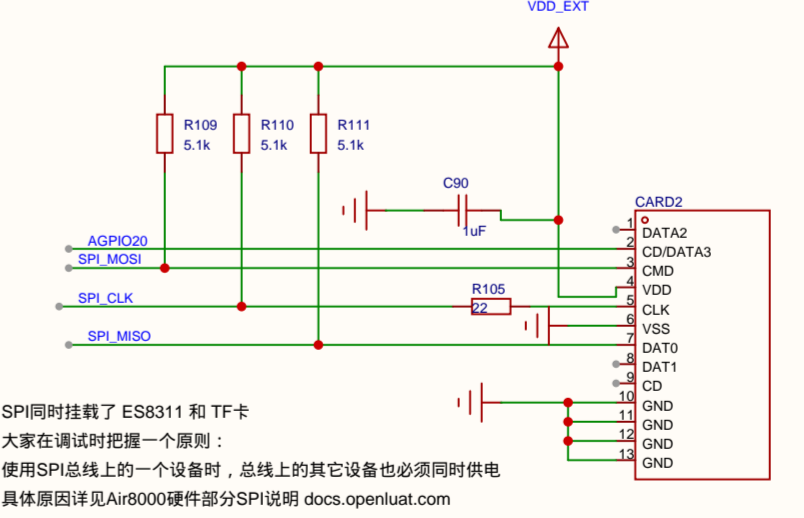 VDD_EXT
R109
5.1k
R110
5.1k
R111
5.1k
C90
1uF
CARD2
AGPIO20
SPI_MOSI
SPI_CLK
SPI_MISO
R105
22
1
DATA2
2
CD/DATA3
3
CMD
4
VDD
5
CLK
6
VSS
7
DAT0
8
DAT1
9
CD
10
GND
11
GND
12
GND
13
GND
SPI同时挂载了 ES8311 和 TF卡
大家在调试时把握一个原则：
使用SPI总线上的一个设备时，总线上的其它设备也必须同时供电
具体原因详见Air8000硬件部分SPI说明 docs.openluat.com